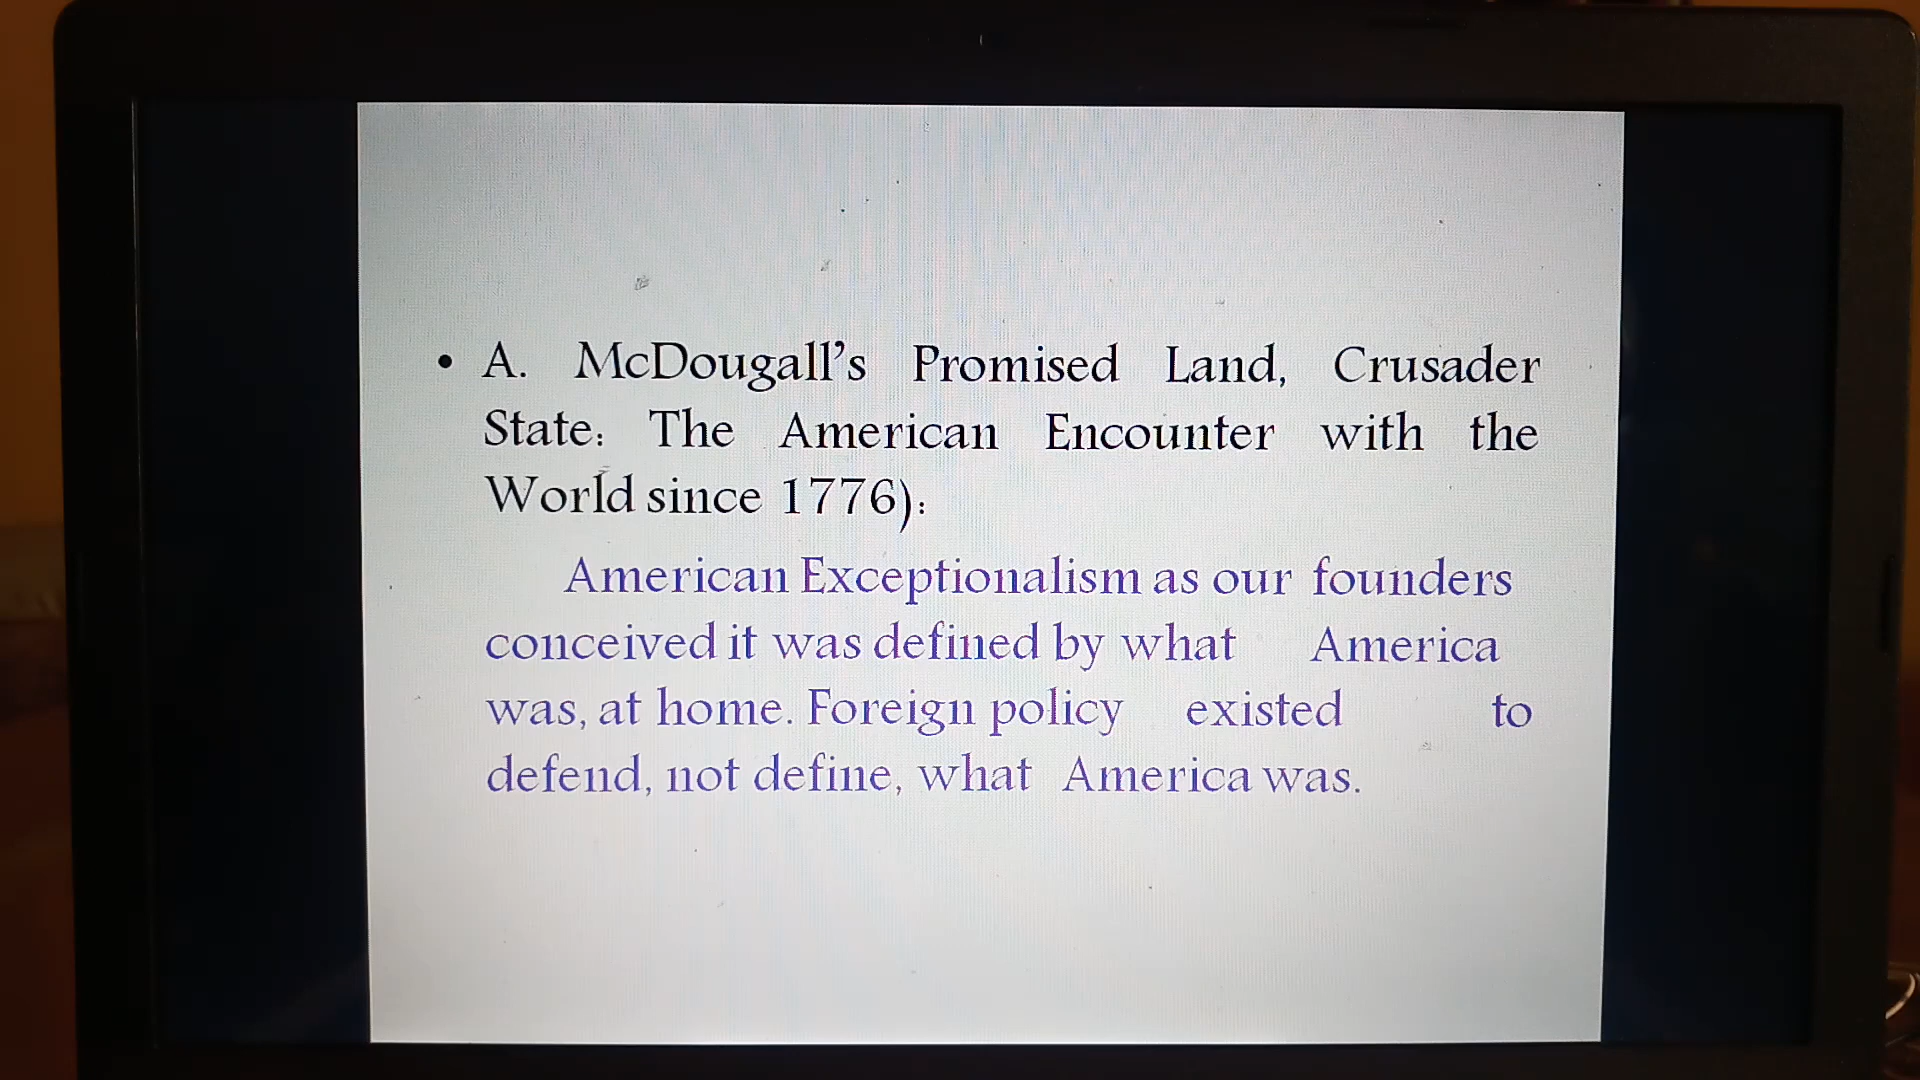 • A. McDougall's Promised Land, Crusader
State: The American Encounter with the
World since 1776):
American Exceptionalism as our founders
conceived it was defined by what America
was, at home. Foreign policy existed to
defend, not define, what America was.